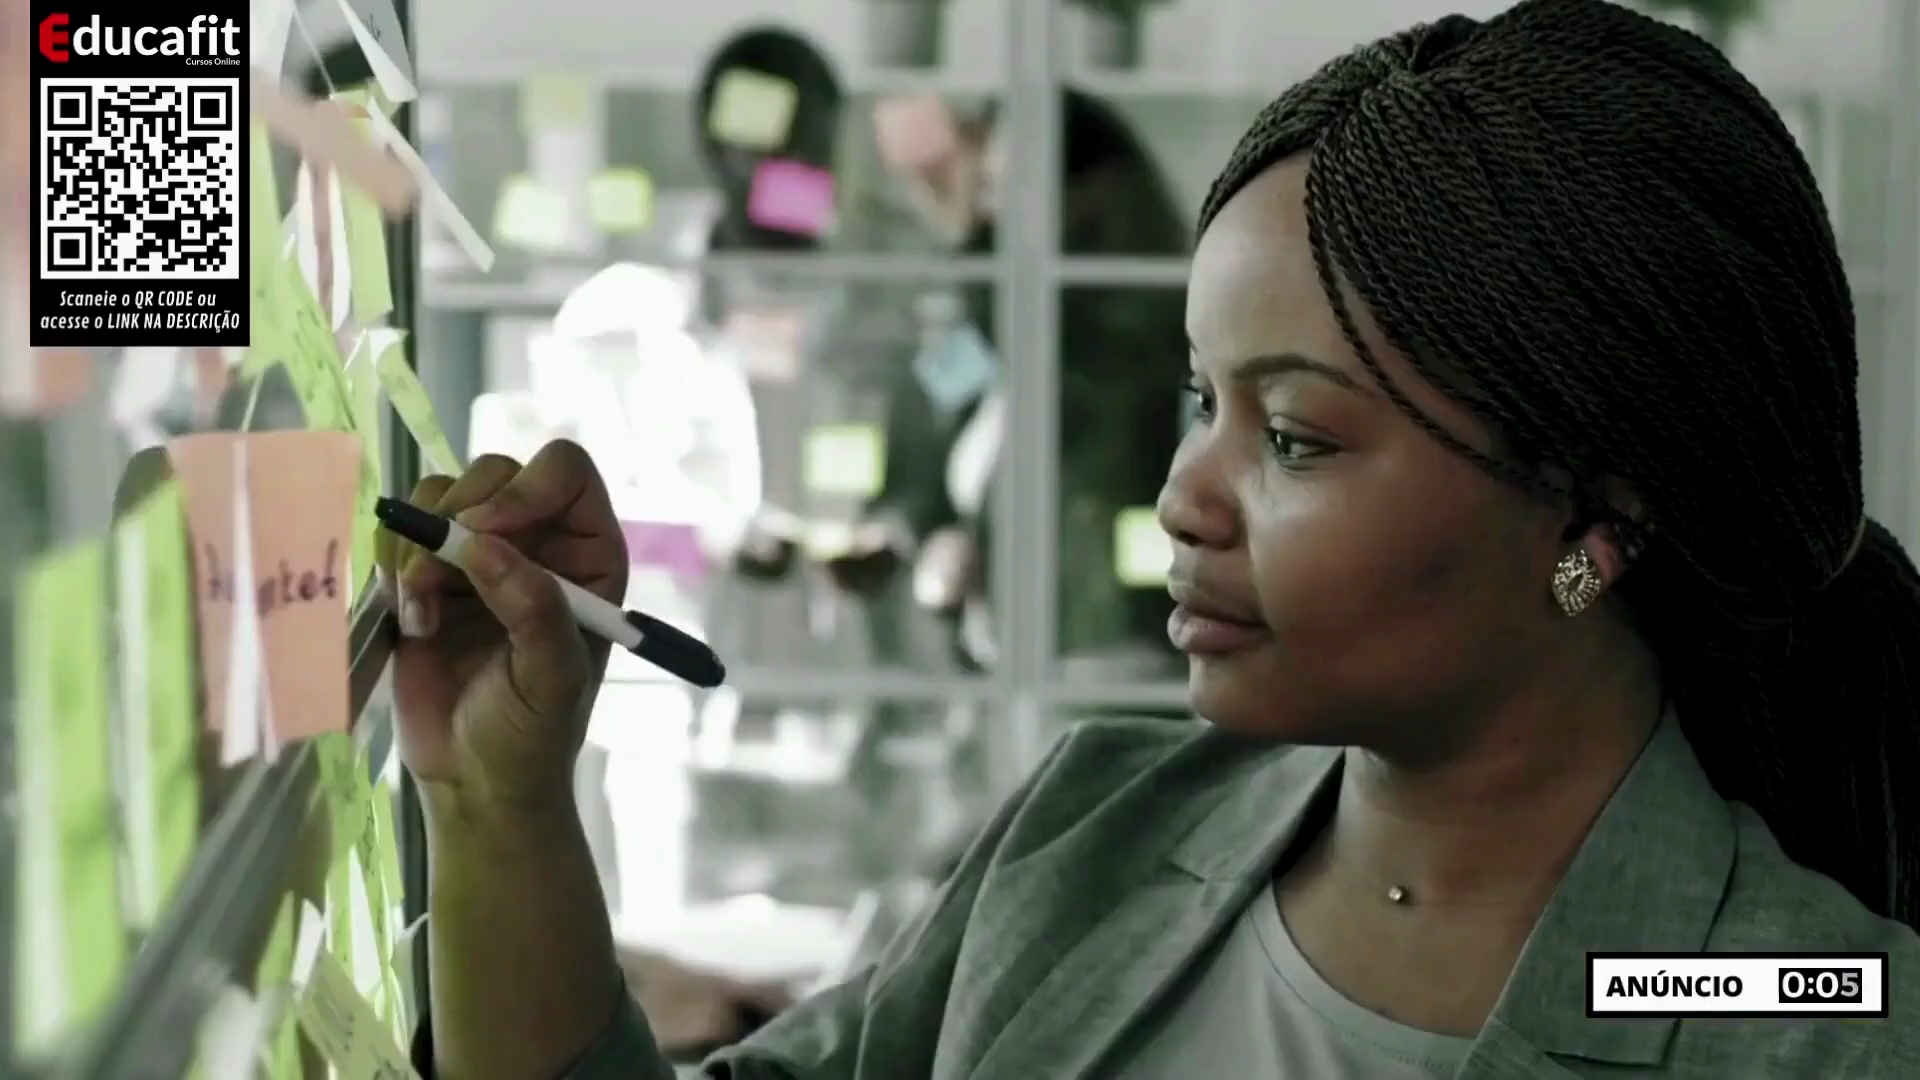 Educafit
Cursos Online
Scaneie o QR CODE ou
acesse o LINK NA DESCRIÇÃO
ANÚNCIO 0:05